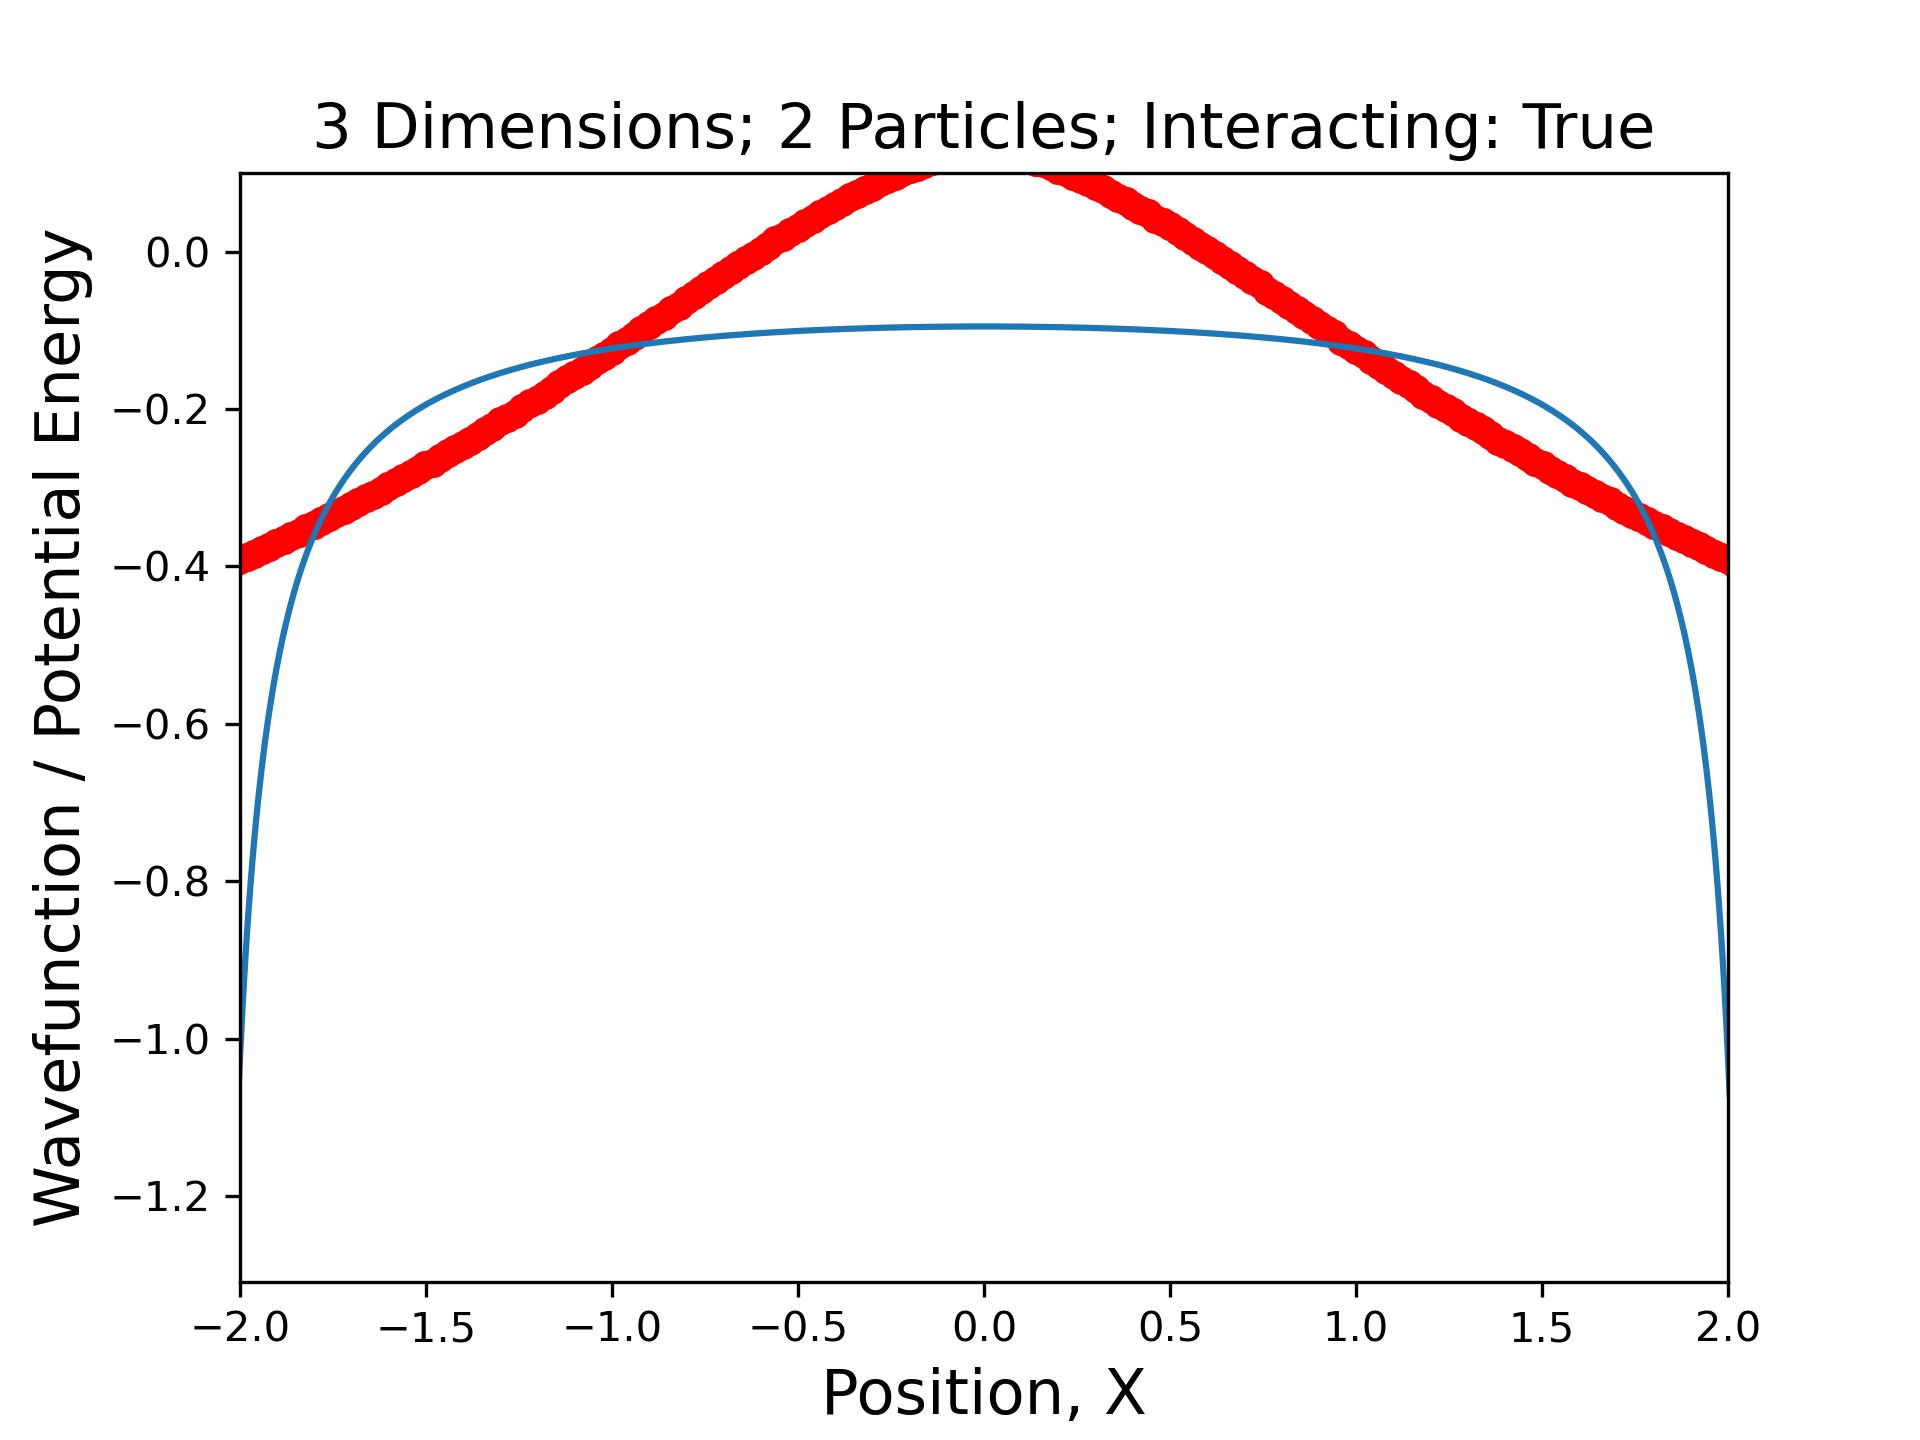 3 Dimensions; 2 Particles; Interacting: True
Wavefunction / Potential Energy
0.0
−0.2
−0.4
−0.6
−0.8
−1.0
−1.2
−2.0 −1.5 −1.0 −0.5 0.0 0.5 1.0 1.5 2.0
Position, X